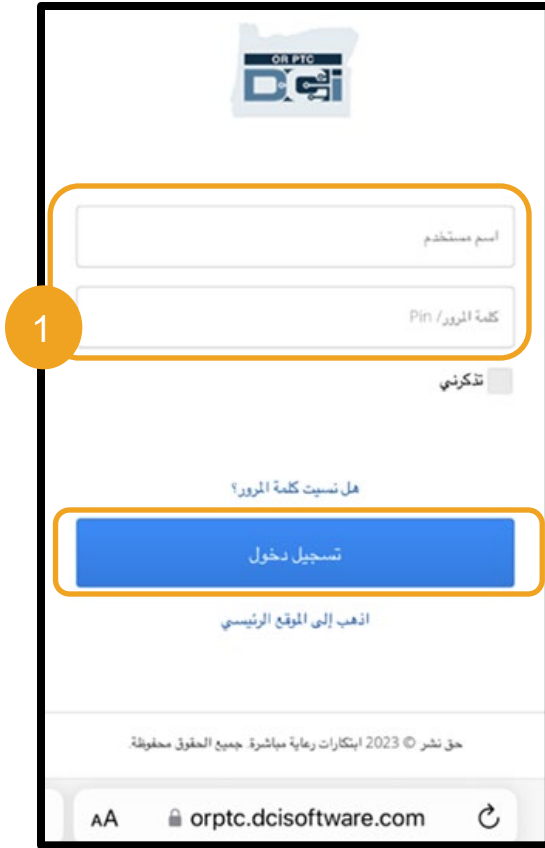 OR PTC
DCi
اسم مستخدم
1
كلمة المرور/ Pin
تذكرني
هل نسيت كلمة المرور؟
تسجيل دخول
اذهب إلى الموقع الرئيسي
حق نشر © 2023 ابتكارات رعاية مباشرة. جميع الحقوق محفوظة.
AA orptc.dcisoftware.com